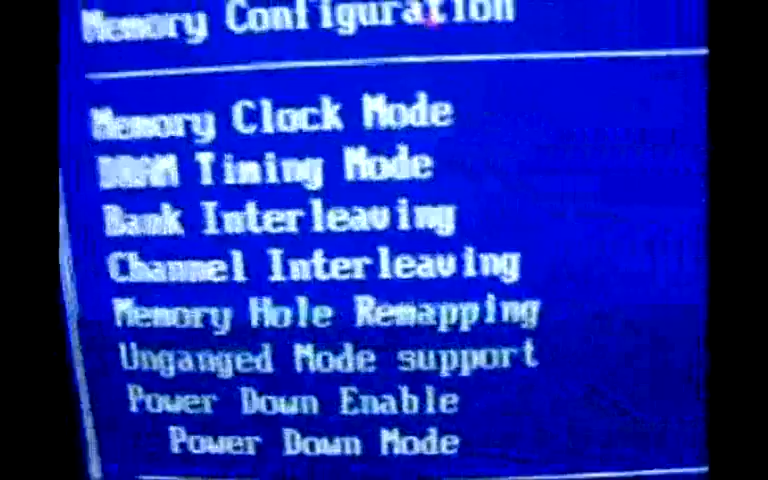 Memory Configuration
Memory Clock Mode
DRAM Timing Mode
Bank Interleaving
Channel Interleaving
Memory Hole Remapping
Unganged Mode support
Power Down Enable
Power Down Mode